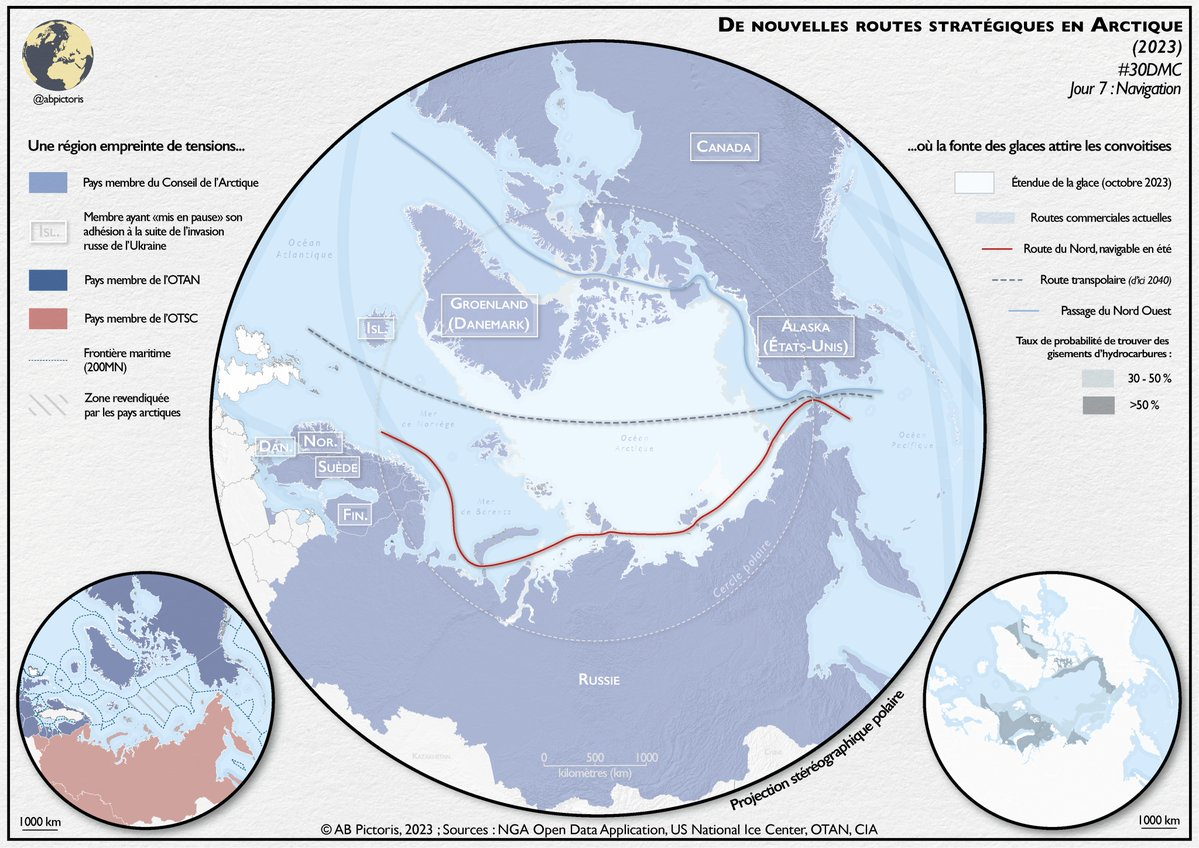 De nouvelles routes stratégiques en Arctique
(2023)
#30DMC
Jour 7 : Navigation
@abpictoris
Une région empreinte de tensions...
Pays membre du Conseil de l'Arctique
Isl.
Membre ayant «mis en pause» son
adhésion à la suite de l'invasion
russe de l'Ukraine
Pays membre de l'OTAN
Pays membre de l'OTSC
Frontière maritime
(200MN)
Zone revendiquée
par les pays arctiques
...où la fonte des glaces attire les convoitises
Étendue de la glace (octobre 2023)
Routes commerciales actuelles
Route du Nord, navigable en été
Route transpolaire (d'ici 2040)
Passage du Nord Ouest
Taux de probabilité de trouver des
gisements d'hydrocarbures :
30 - 50 %
>50 %
Canada
Océan
Atlantique
Groenland
(Danemark)
Isl.
Alaska
(États-Unis)
Mer
de Norvège
Océan
Arctique
Océan
Pacifique
Dan.
Nor.
Suède
Fin.
Mer
de Barents
Cercle polaire
Russie
Kazakhstan
Chine
0 500 1000
kilomètres (km)
Projection stéréographique polaire
1000 km
1000 km
© AB Pictoris, 2023 ; Sources : NGA Open Data Application, US National Ice Center, OTAN, CIA